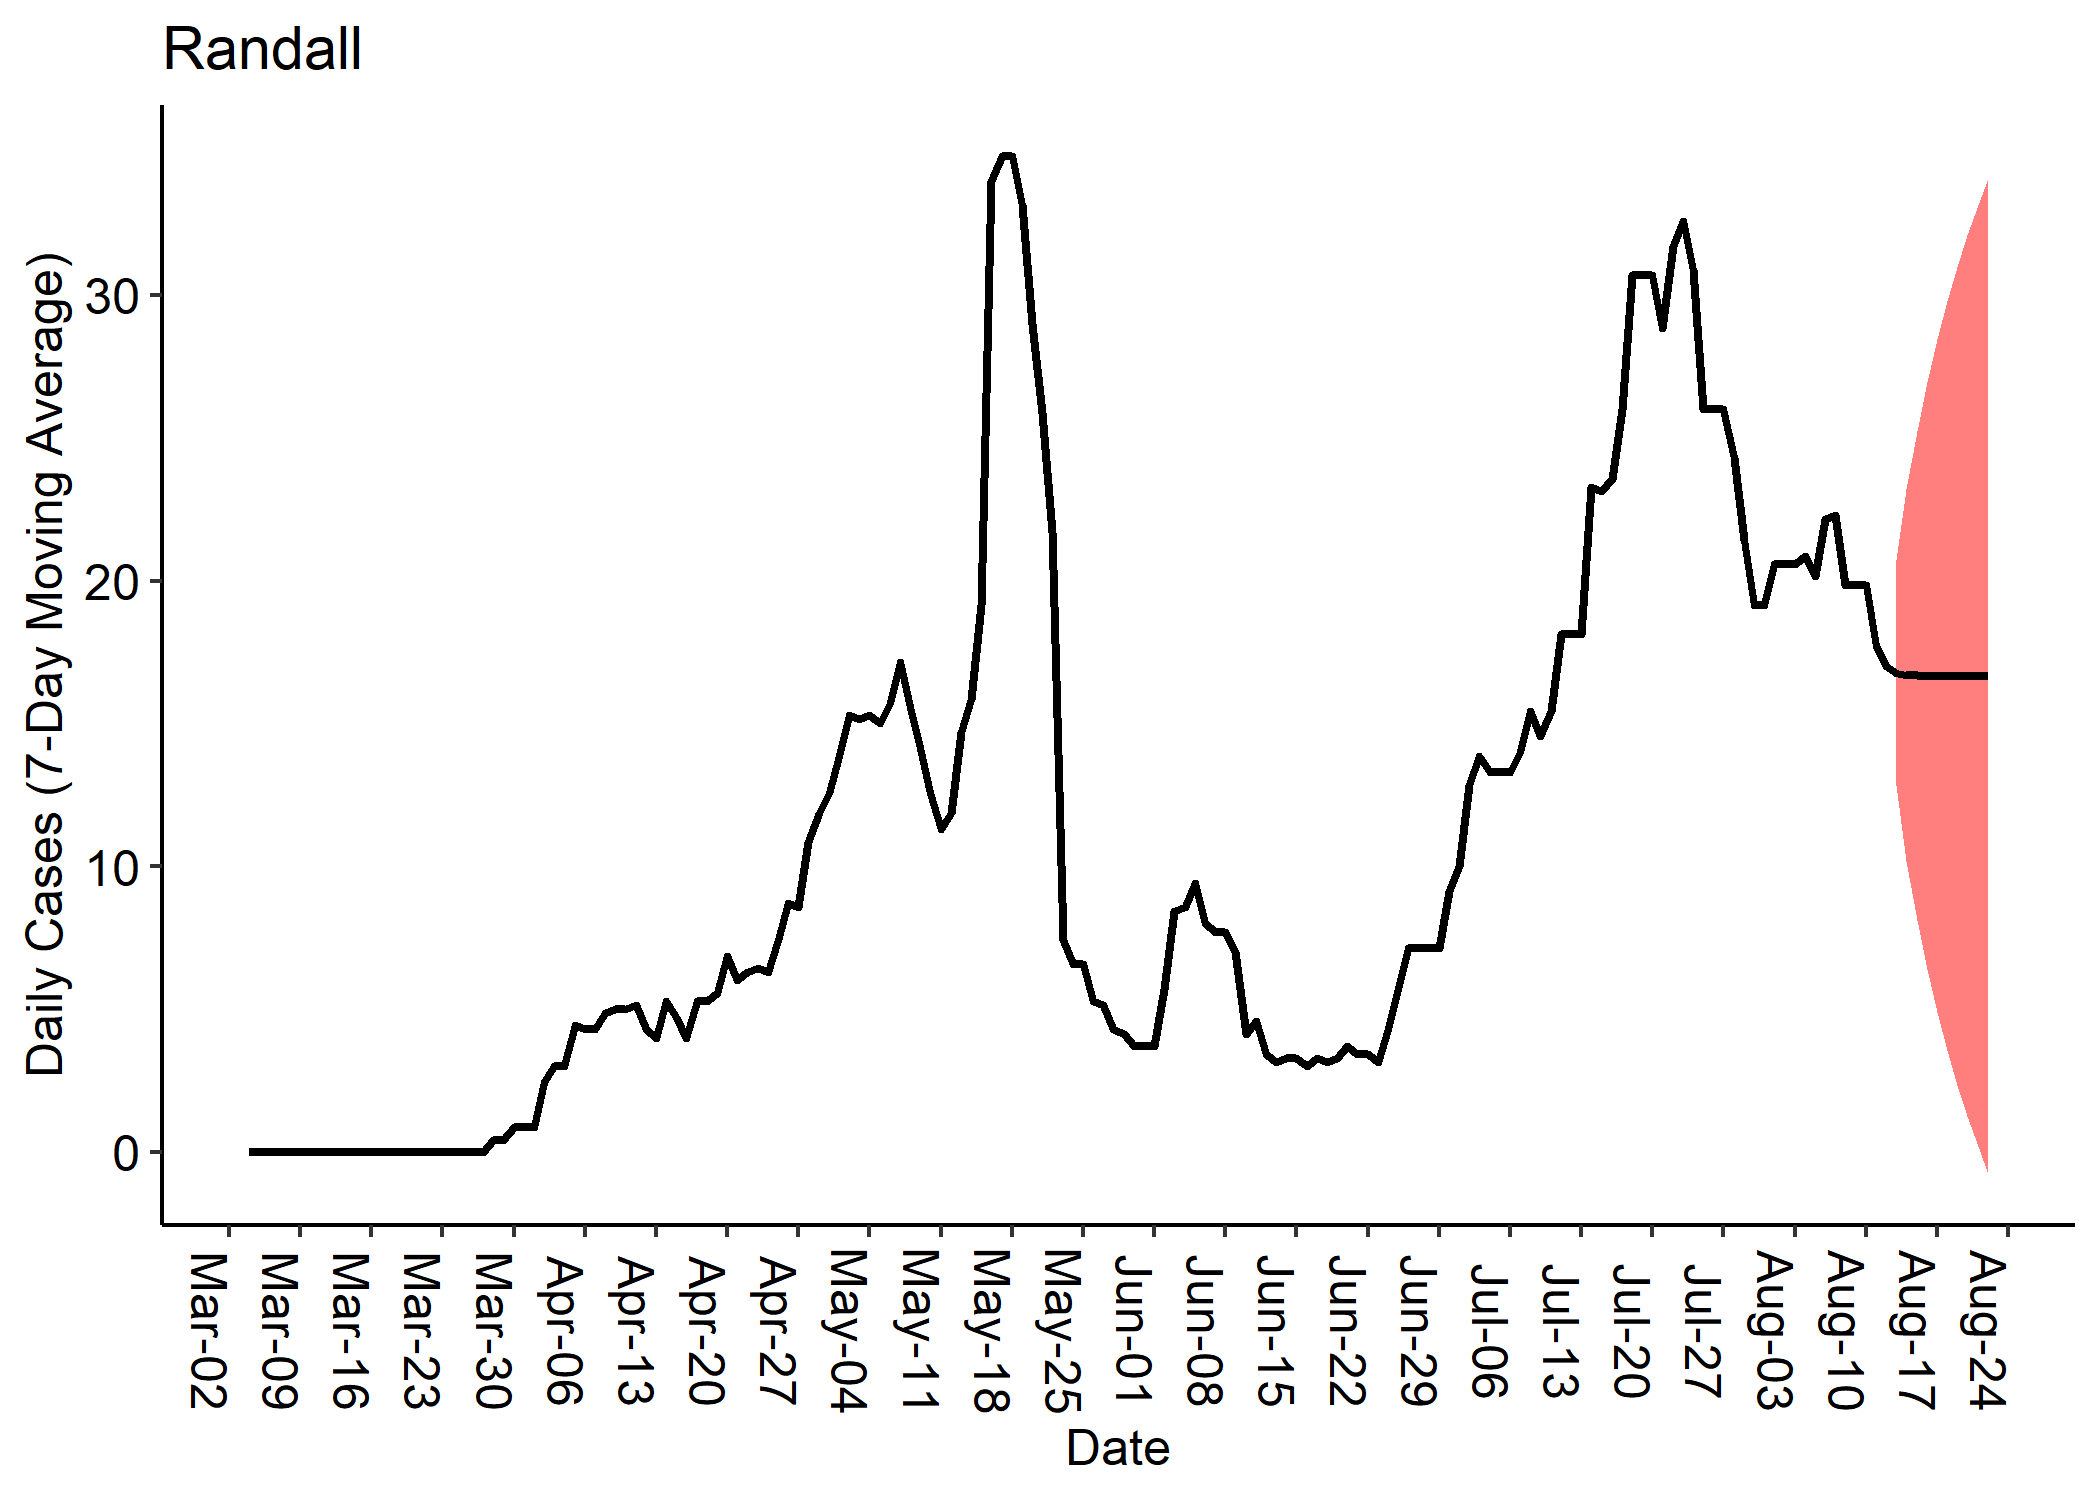 Randall
Daily Cases (7-Day Moving Average)
30
20
10
0
Mar-02
Mar-09
Mar-16
Mar-23
Mar-30
Apr-06
Apr-13
Apr-20
Apr-27
May-04
May-11
May-18
May-25
Jun-01
Jun-08
Jun-15
Jun-22
Jun-29
Jul-06
Jul-13
Jul-20
Jul-27
Aug-03
Aug-10
Aug-17
Aug-24
Date